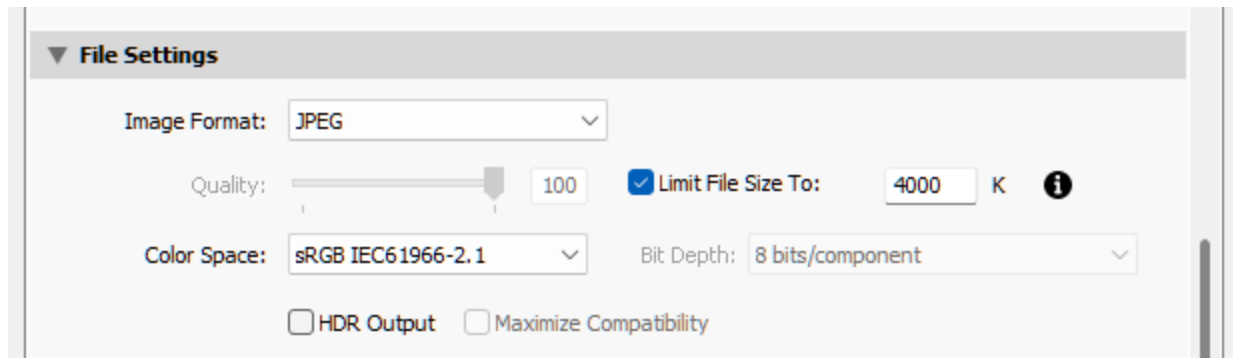 File Settings
Image Format: JPEG
Quality: 100 Limit File Size To: 4000 K
Color Space: sRGB IEC61966-2.1 Bit Depth: 8 bits/component
HDR Output Maximize Compatibility